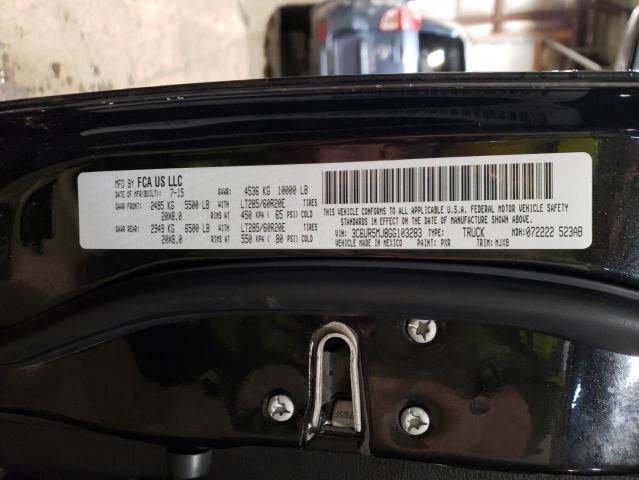 MFD BY FCA US LLC
DATE OF MFR(BUILT): 7-15 GVWR: 4536 KG 10000 LB
GAWR FRONT: 2495 KG 5500 LB WITH LT285/60R20E
20X8.0 RIMS AT 450 KPA ( 65 PSI) COLD
GAWR REAR: 2949 KG 6500 LB WITH LT285/60R20E
20X8.0 RIMS AT 550 KPA ( 80 PSI) COLD
THIS VEHICLE CONFORMS TO ALL APPLICABLE U.S.A. FEDERAL MOTOR VEHICLE SAFETY
STANDARDS IN EFFECT ON THE DATE OF MANUFACTURE SHOWN ABOVE.
VIN: 3C6UR5MJ8GG103283 TYPE: TRUCK MDH: 072222 523AB
VEHICLE MADE IN MEXICO PAINT: PXR TRIM: MJX8